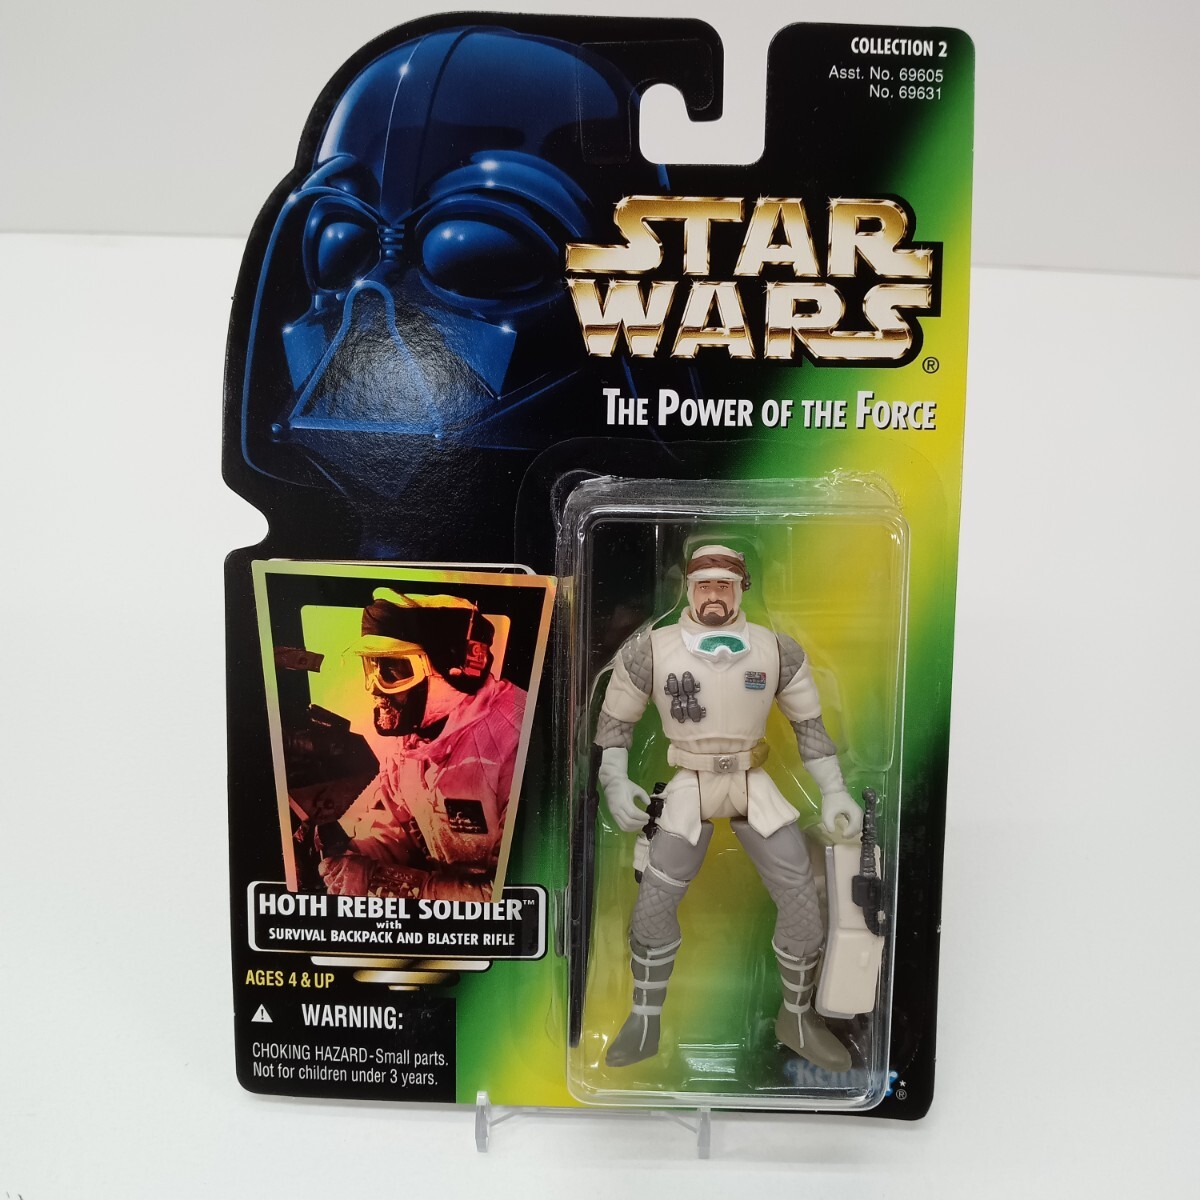 COLLECTION 2
Asst. No. 69605
No. 69631
STAR
WARS®
THE POWER OF THE FORCE
HOTH REBEL SOLDIER™
with
SURVIVAL BACKPACK AND BLASTER RIFLE
AGES 4 & UP
⚠ WARNING:
CHOKING HAZARD-Small parts.
Not for children under 3 years.
Kenner®